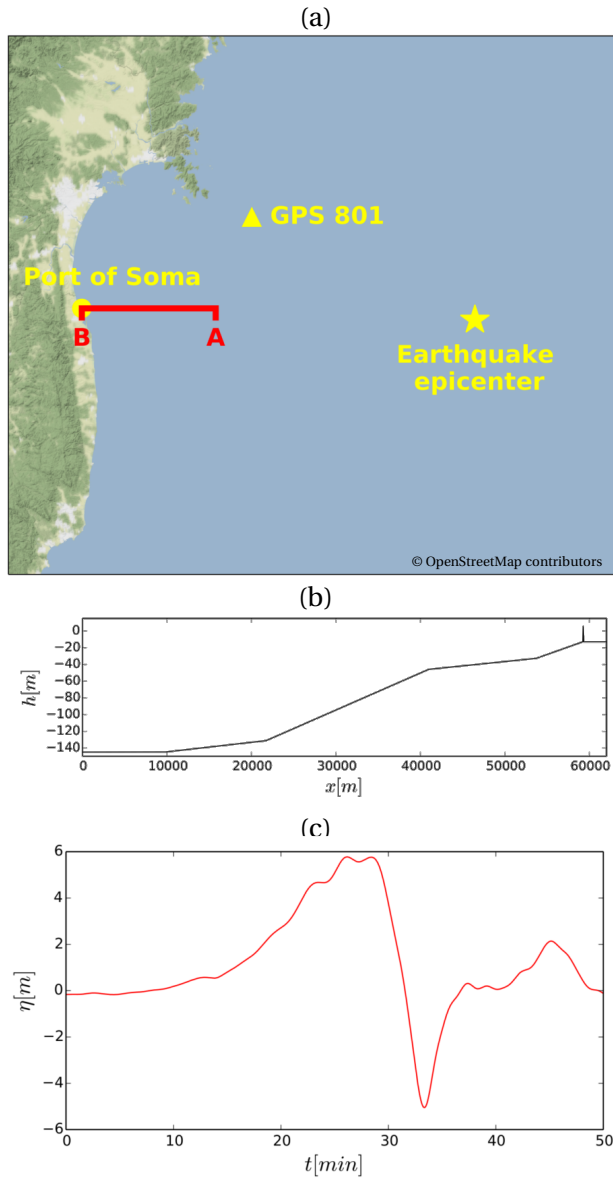 (a)
GPS 801
Port of Soma
B
A
Earthquake
epicenter
© OpenStreetMap contributors
(b)
0
−20
−40
−60
−80
−100
−120
−140
h[m]
0 10000 20000 30000 40000 50000 60000
x[m]
(c)
6
4
2
0
−2
−4
−6
η[m]
0 10 20 30 40 50
t[min]